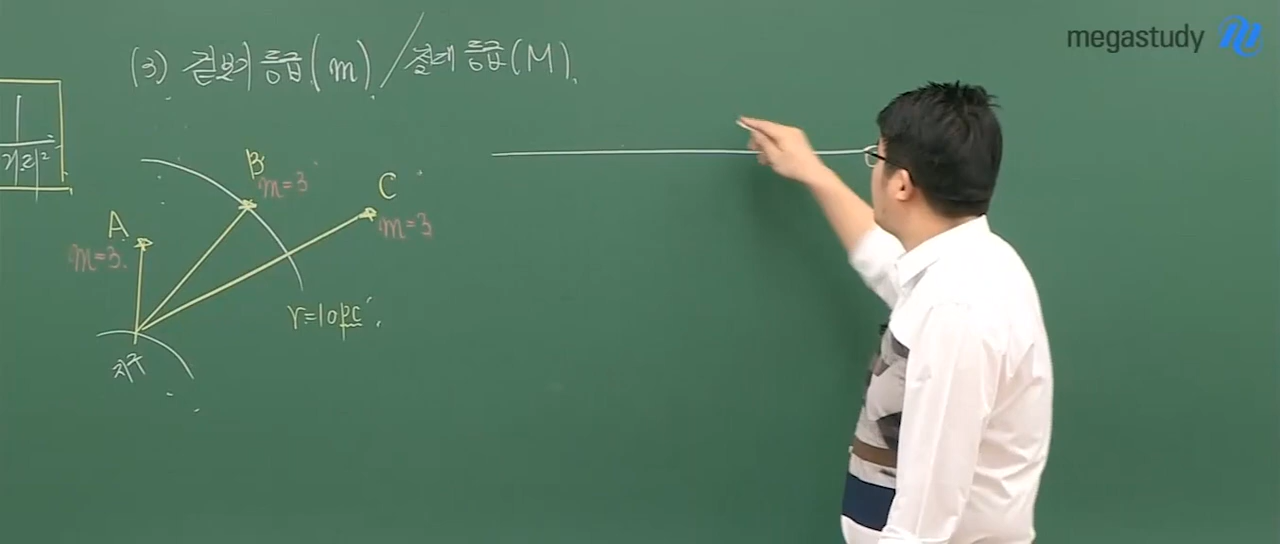 megastudy
(3) 겉보기 등급(m) / 절대 등급(M).
1
거리²
A
m=3.
B
m=3
C
m=3
r=10pc
지구